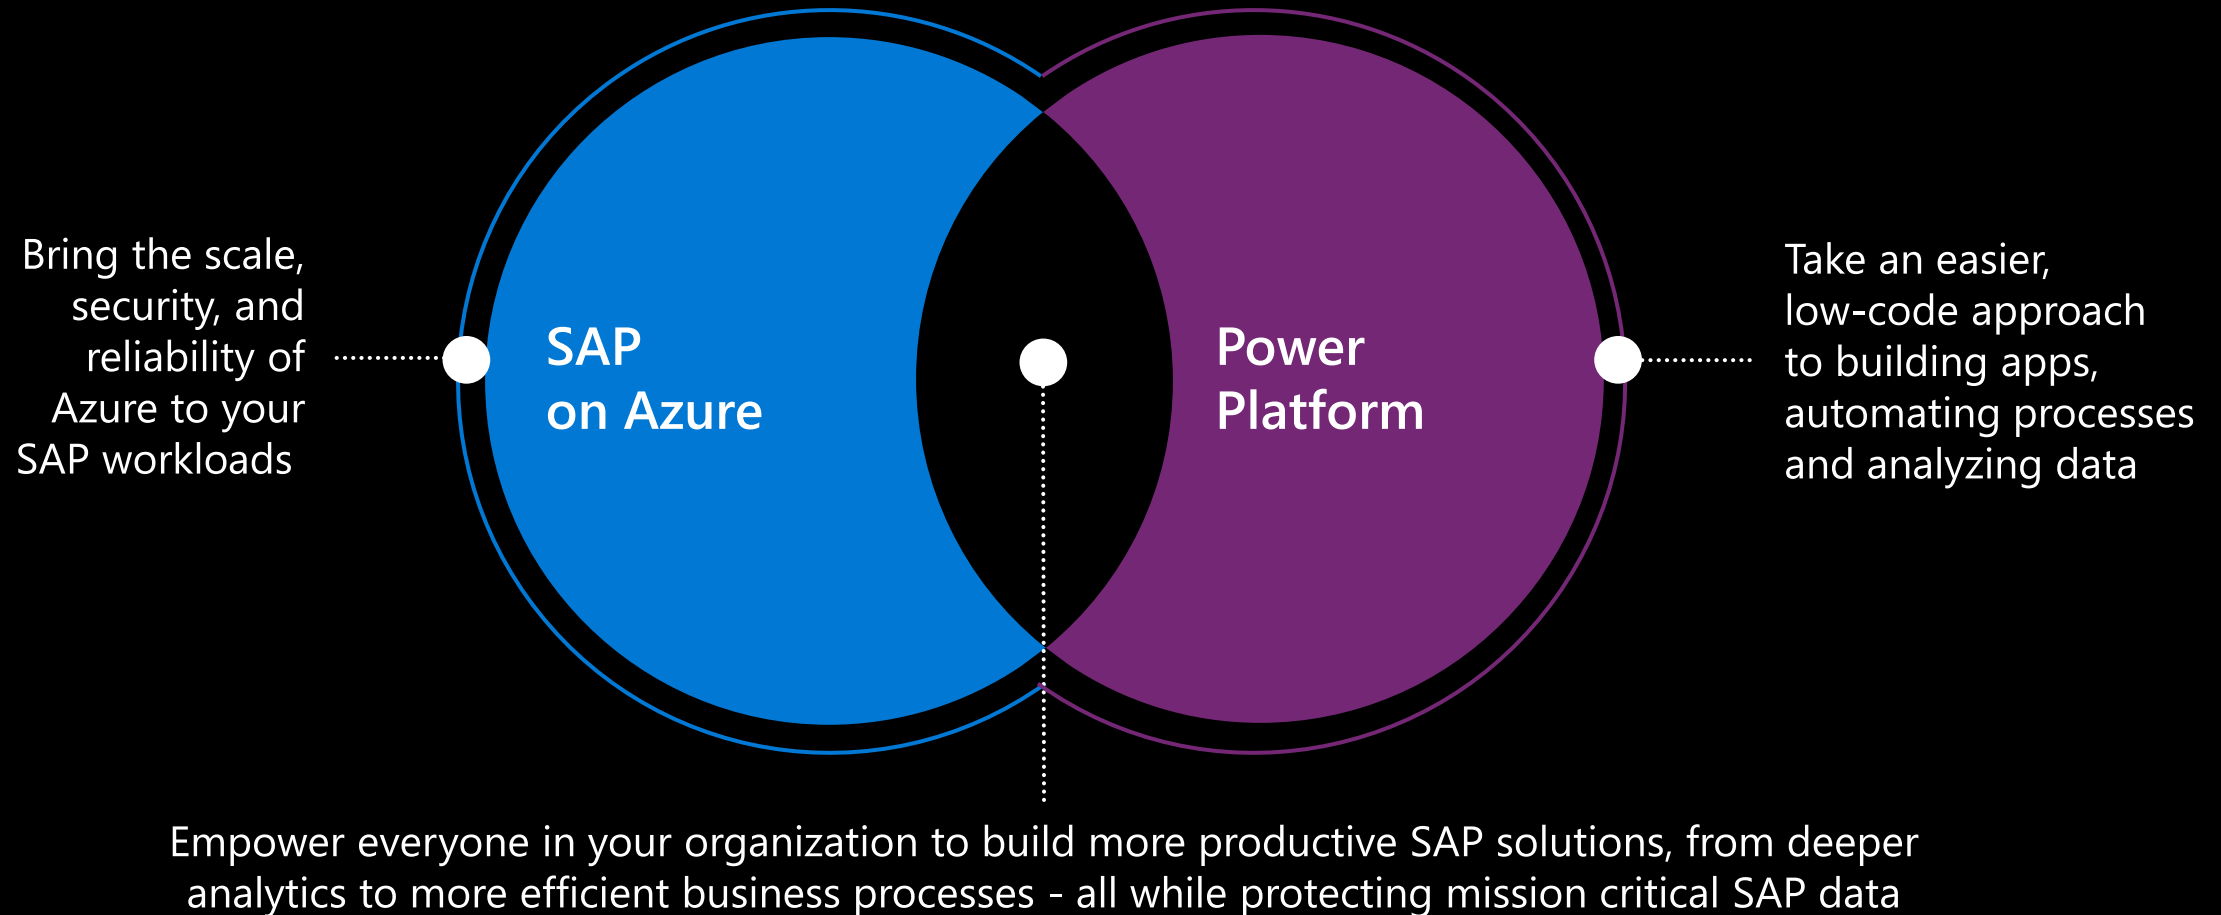 Bring the scale,
security, and
reliability of
Azure to your
SAP workloads
SAP
on Azure
Power
Platform
Take an easier,
low-code approach
to building apps,
automating processes
and analyzing data
Empower everyone in your organization to build more productive SAP solutions, from deeper
analytics to more efficient business processes - all while protecting mission critical SAP data